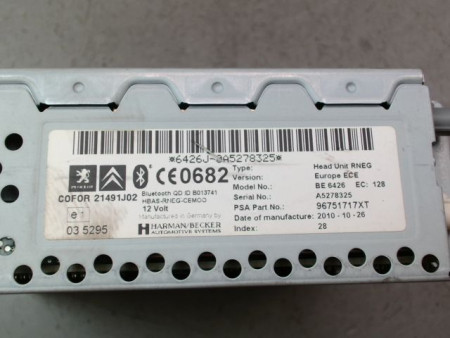 *6426J-0A5278325*
CE0682
PEUGEOT
COFOR 21491J02
e1
03 5295
Bluetooth QD ID B013741
HBAS-RNEG-CEMOO
12 Volt
Manufactured in Germany by
HARMAN/BECKER
AUTOMOTIVE SYSTEMS
Type: Head Unit RNEG
Version: Europe ECE
Model No.: BE 6426 EC: 128
Serial No.: A5278325
PSA Part No.: 96751717XT
Date of manufacture: 2010-10-26
Index: 28